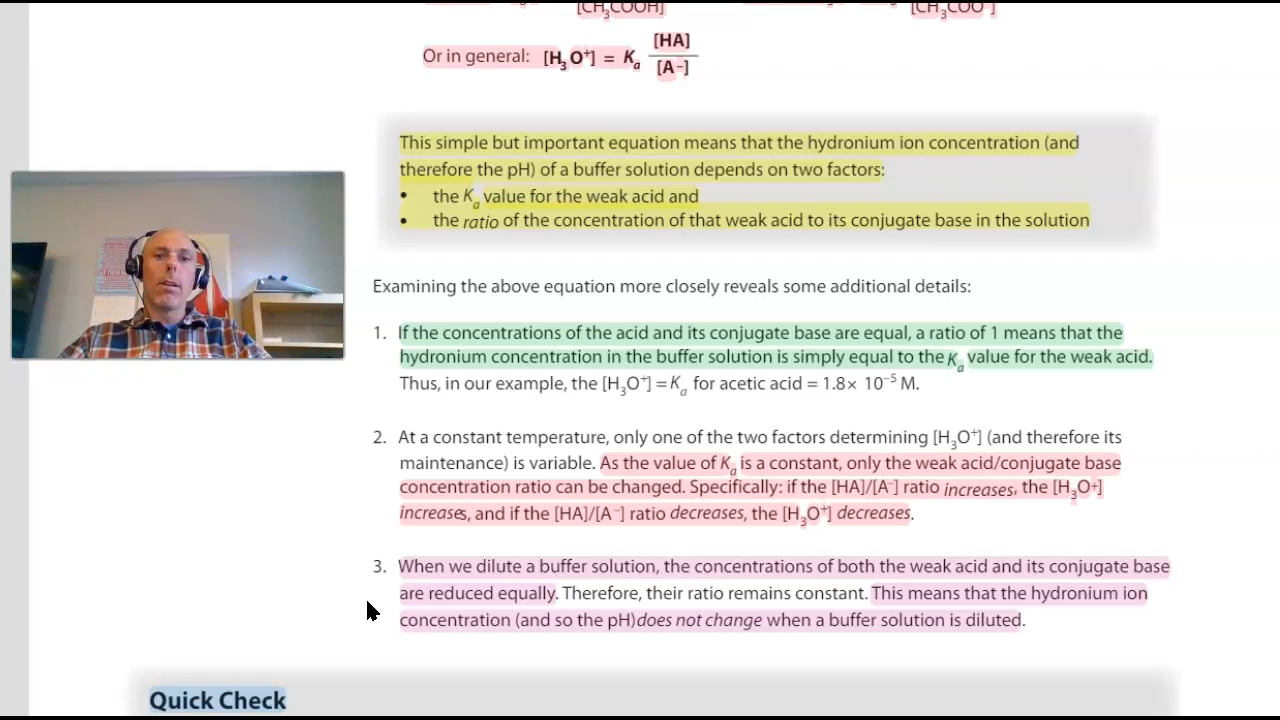 [CH₃COOH] [CH₃COO⁻]
Or in general: [H₃O⁺] = Kₐ [HA]
[A⁻]
This simple but important equation means that the hydronium ion concentration (and
therefore the pH) of a buffer solution depends on two factors:
• the Kₐ value for the weak acid and
• the ratio of the concentration of that weak acid to its conjugate base in the solution
Examining the above equation more closely reveals some additional details:
1. If the concentrations of the acid and its conjugate base are equal, a ratio of 1 means that the
hydronium concentration in the buffer solution is simply equal to the Kₐ value for the weak acid.
Thus, in our example, the [H₃O⁺] = Kₐ for acetic acid = 1.8× 10⁻⁵ M.
2. At a constant temperature, only one of the two factors determining [H₃O⁺] (and therefore its
maintenance) is variable. As the value of Kₐ is a constant, only the weak acid/conjugate base
concentration ratio can be changed. Specifically: if the [HA]/[A⁻] ratio increases, the [H₃O⁺]
increases, and if the [HA]/[A⁻] ratio decreases, the [H₃O⁺] decreases.
3. When we dilute a buffer solution, the concentrations of both the weak acid and its conjugate base
are reduced equally. Therefore, their ratio remains constant. This means that the hydronium ion
concentration (and so the pH) does not change when a buffer solution is diluted.
Quick Check